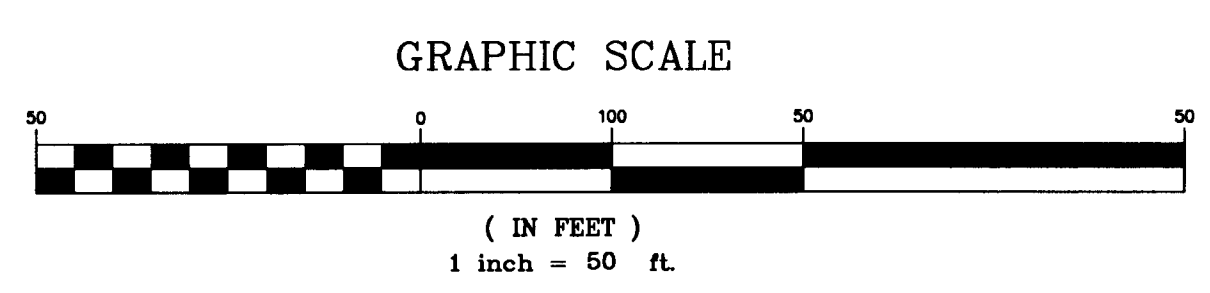 GRAPHIC SCALE
50 0 100 50 50
( IN FEET )
1 inch = 50 ft.